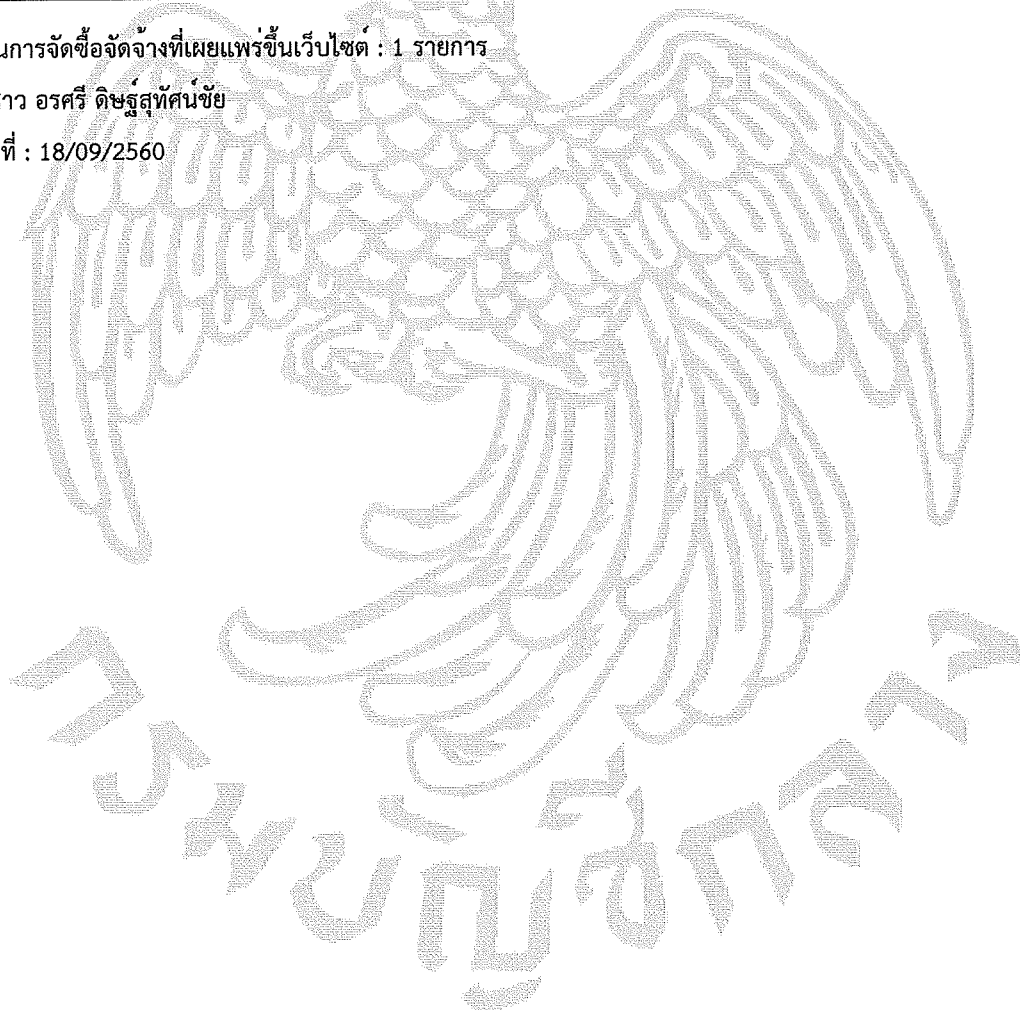 นการจัดซื้อจัดจ้างที่เผยแพร่ขึ้นเว็บไซต์ : 1 รายการ
าว อรศรี ดิษฐ์สุทัศน์ชัย
ที่ : 18/09/2560
กรมบัญชีกลาง